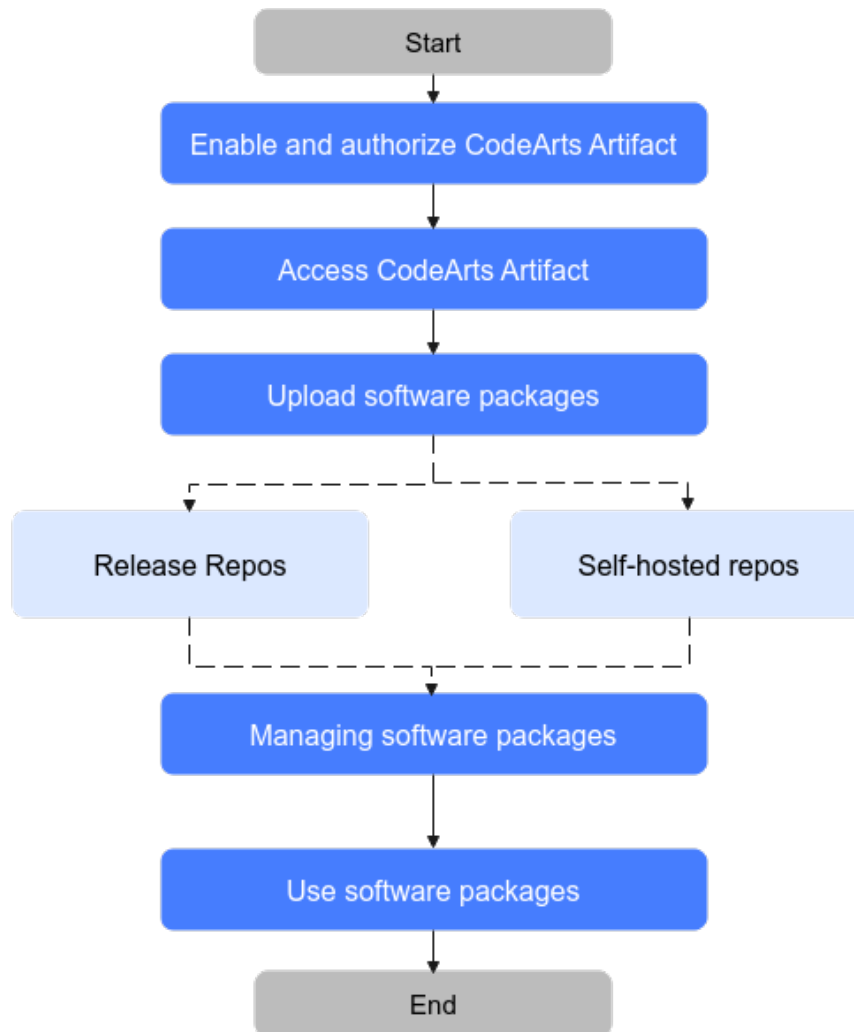 Start
Enable and authorize CodeArts Artifact
Access CodeArts Artifact
Upload software packages
Release Repos
Self-hosted repos
Managing software packages
Use software packages
End